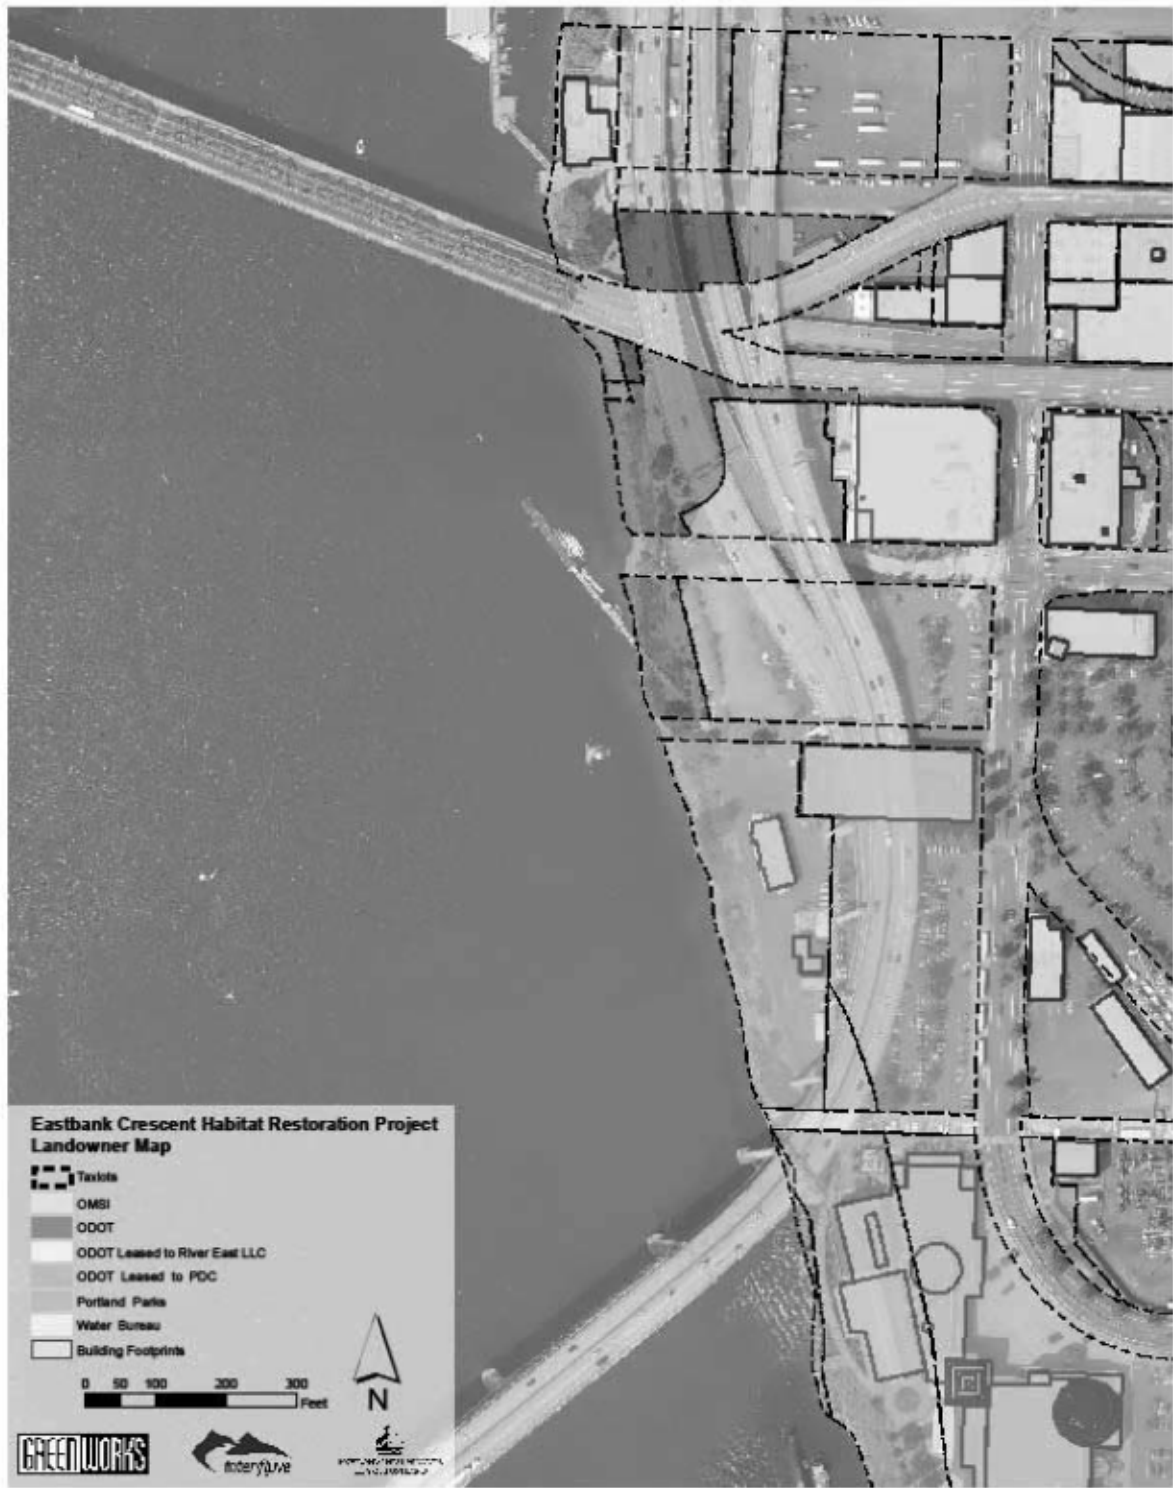 Eastbank Crescent Habitat Restoration Project
Landowner Map
Taxlots
OMSI
ODOT
ODOT Leased to River East LLC
ODOT Leased to PDC
Portland Parks
Water Bureau
Building Footprints
0 50 100 200 300
Feet
N
GREENWORKS
interfluve